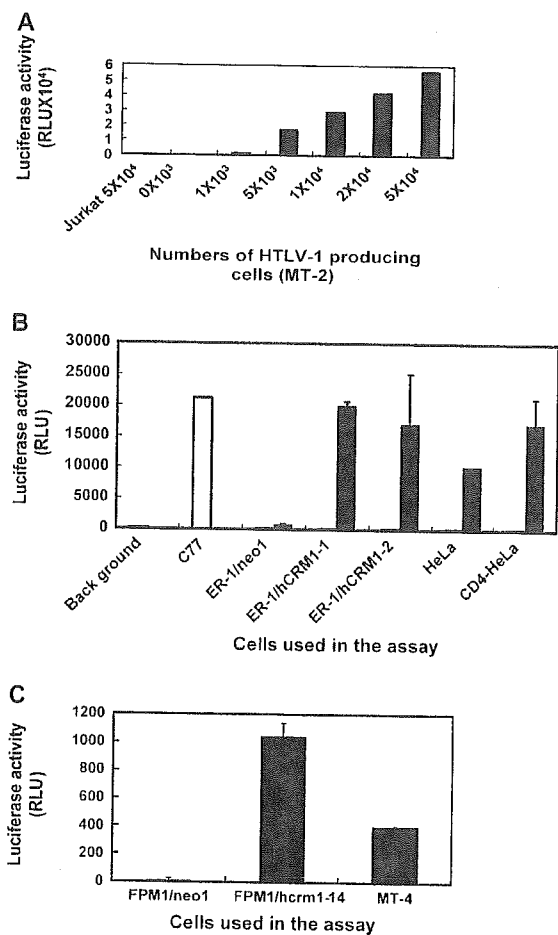 A
Luciferase activity
(RLUX10⁴)
6
5
4
3
2
1
0
Jurkat 5X10⁴
0X10³
1X10³
5X10³
1X10⁴
2X10⁴
5X10⁴
Numbers of HTLV-1 producing
cells (MT-2)
B
Luciferase activity
(RLU)
30000
25000
20000
15000
10000
5000
0
Back ground
C77
ER-1/neo1
ER-1/hCRM1-1
ER-1/hCRM1-2
HeLa
CD4-HeLa
Cells used in the assay
C
Luciferase activity
(RLU)
1200
1000
800
600
400
200
0
FPM1/neo1
FPM1/hcrm1-14
MT-4
Cells used in the assay